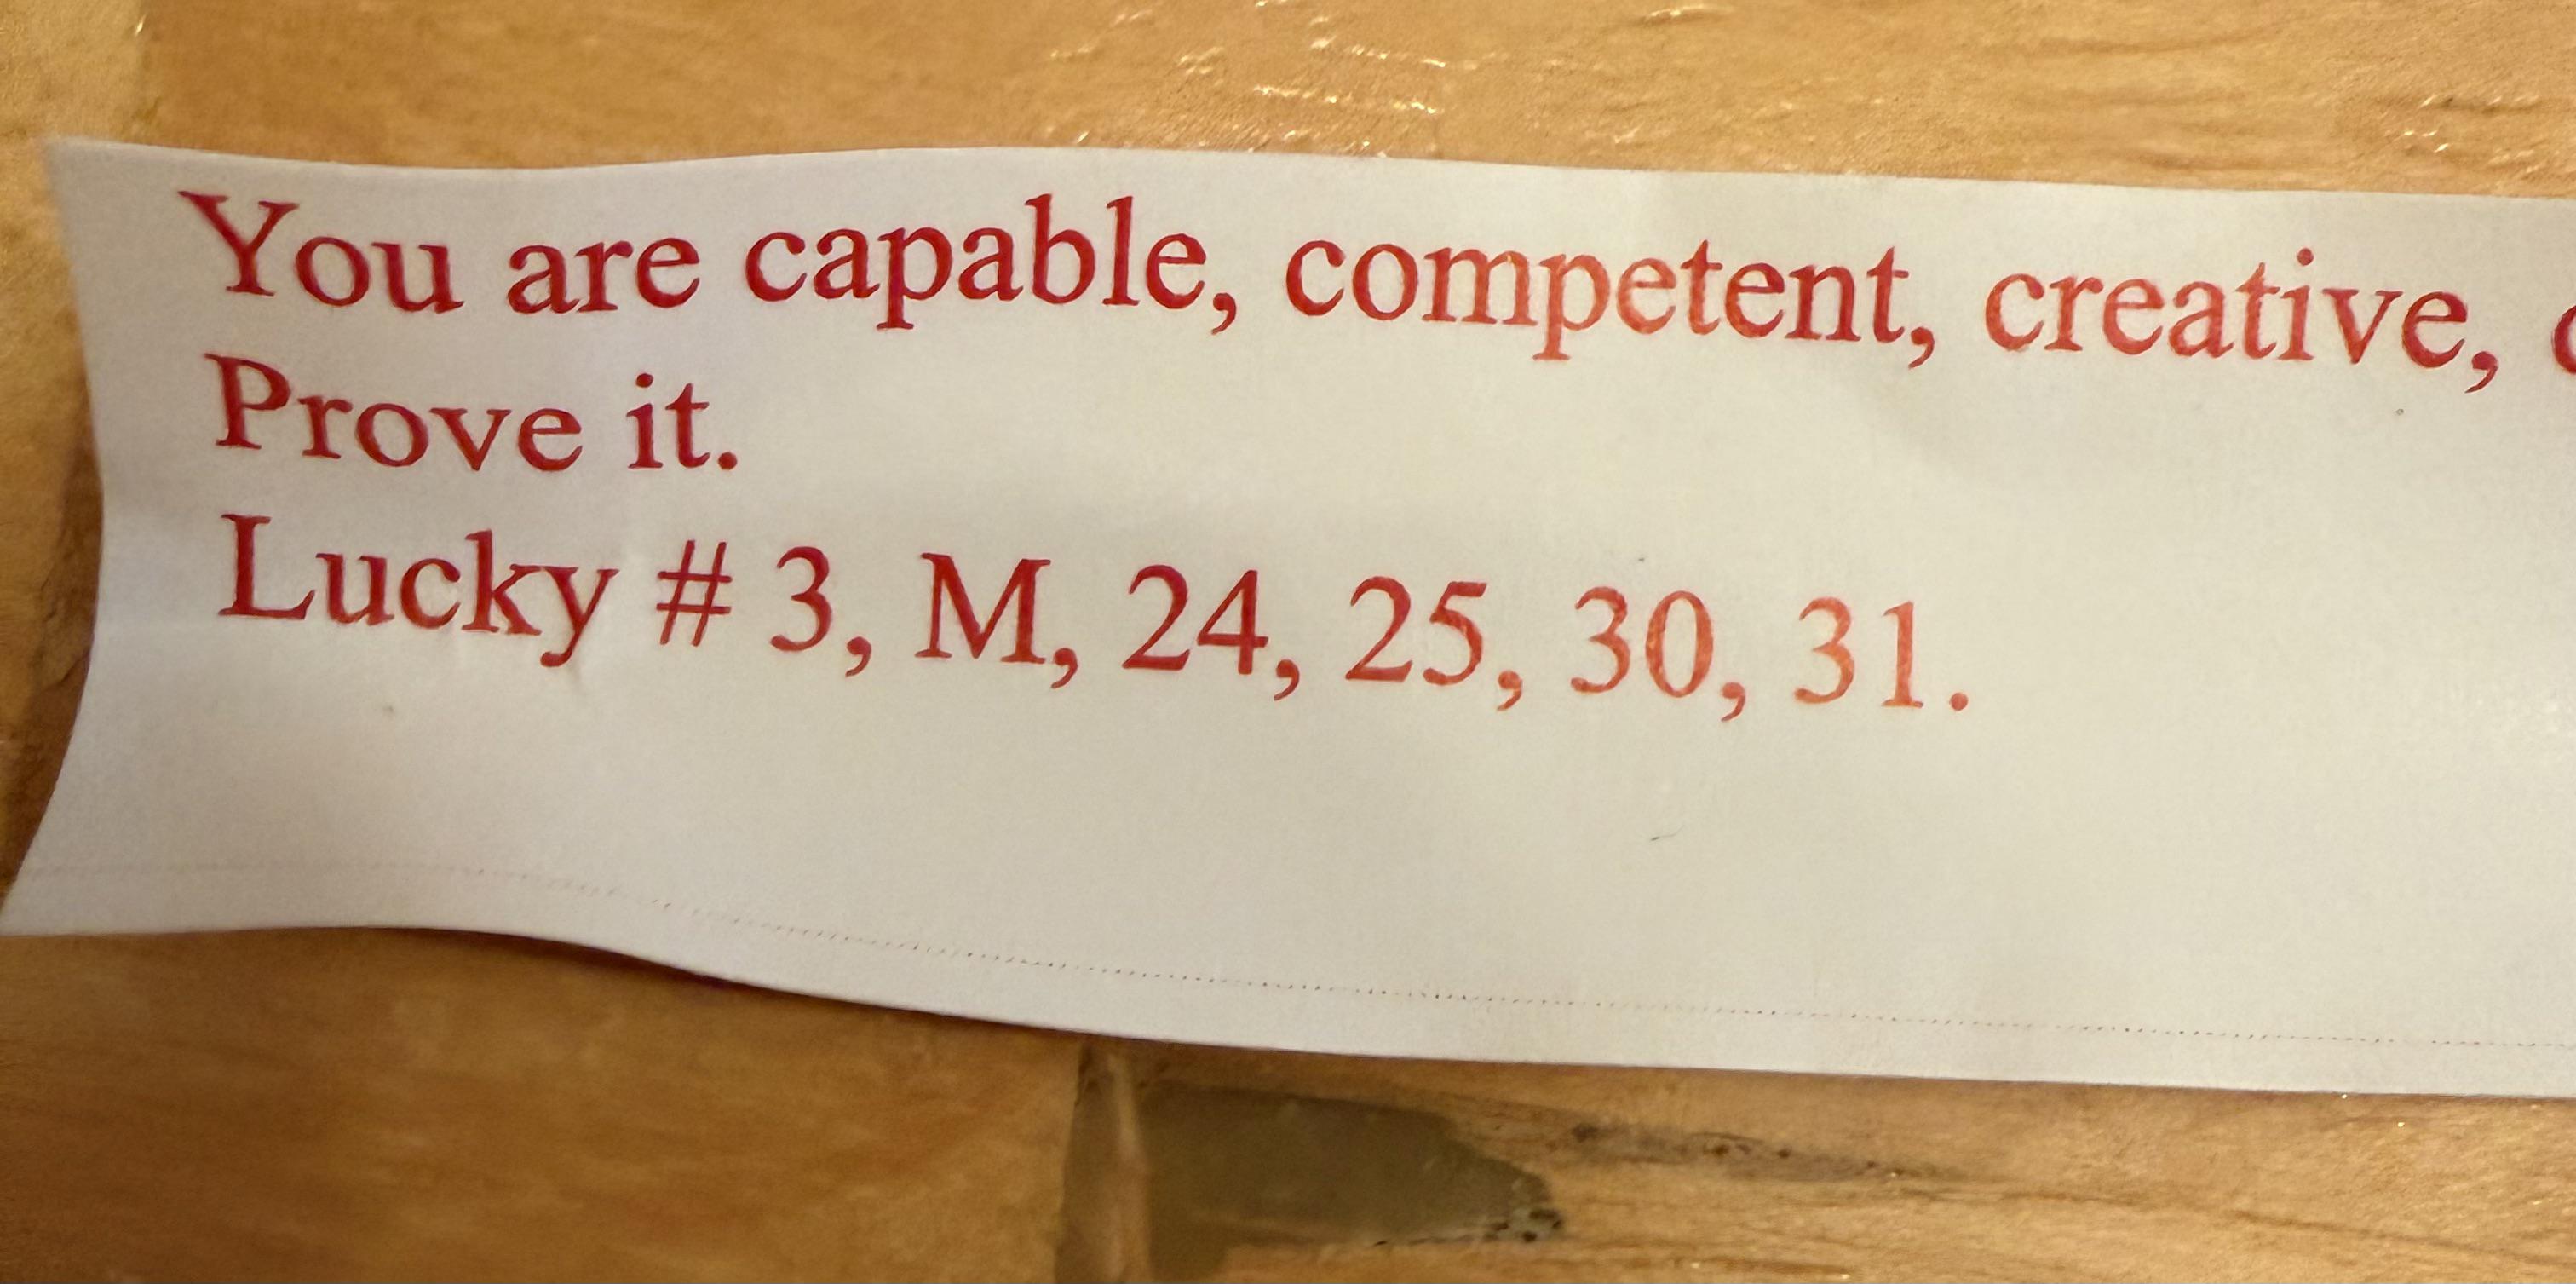 You are capable, competent, creative,
Prove it.
Lucky # 3, M, 24, 25, 30, 31.